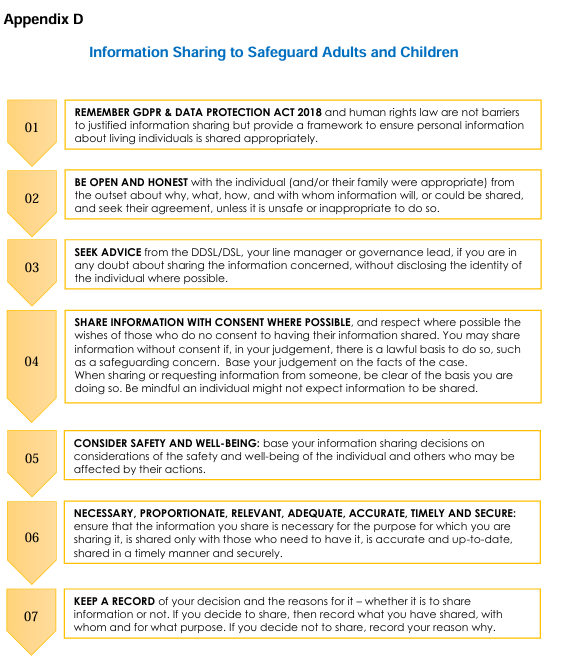 Appendix D
Information Sharing to Safeguard Adults and Children
01
REMEMBER GDPR & DATA PROTECTION ACT 2018 and human rights law are not barriers
to justified information sharing but provide a framework to ensure personal information
about living individuals is shared appropriately.
02
BE OPEN AND HONEST with the individual (and/or their family were appropriate) from
the outset about why, what, how, and with whom information will, or could be shared,
and seek their agreement, unless it is unsafe or inappropriate to do so.
03
SEEK ADVICE from the DDSL/DSL, your line manager or governance lead, if you are in
any doubt about sharing the information concerned, without disclosing the identity of
the individual where possible.
04
SHARE INFORMATION WITH CONSENT WHERE POSSIBLE, and respect where possible the
wishes of those who do no consent to having their information shared. You may share
information without consent if, in your judgement, there is a lawful basis to do so, such
as a safeguarding concern.  Base your judgement on the facts of the case.
When sharing or requesting information from someone, be clear of the basis you are
doing so. Be mindful an individual might not expect information to be shared.
05
CONSIDER SAFETY AND WELL-BEING: base your information sharing decisions on
considerations of the safety and well-being of the individual and others who may be
affected by their actions.
06
NECESSARY, PROPORTIONATE, RELEVANT, ADEQUATE, ACCURATE, TIMELY AND SECURE:
ensure that the information you share is necessary for the purpose for which you are
sharing it, is shared only with those who need to have it, is accurate and up-to-date,
shared in a timely manner and securely.
07
KEEP A RECORD of your decision and the reasons for it – whether it is to share
information or not. If you decide to share, then record what you have shared, with
whom and for what purpose. If you decide not to share, record your reason why.